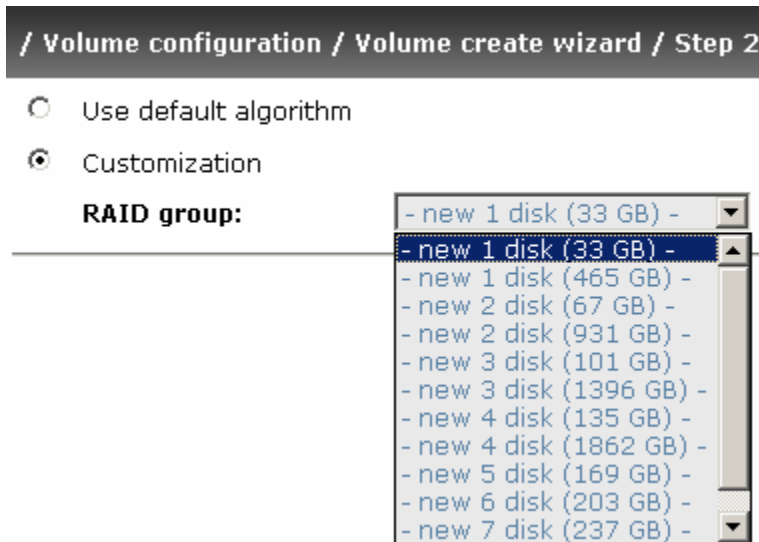 / Volume configuration / Volume create wizard / Step 2
Use default algorithm
Customization
RAID group:
- new 1 disk (33 GB) -
- new 1 disk (33 GB) -
- new 1 disk (465 GB) -
- new 2 disk (67 GB) -
- new 2 disk (931 GB) -
- new 3 disk (101 GB) -
- new 3 disk (1396 GB) -
- new 4 disk (135 GB) -
- new 4 disk (1862 GB) -
- new 5 disk (169 GB) -
- new 6 disk (203 GB) -
- new 7 disk (237 GB) -